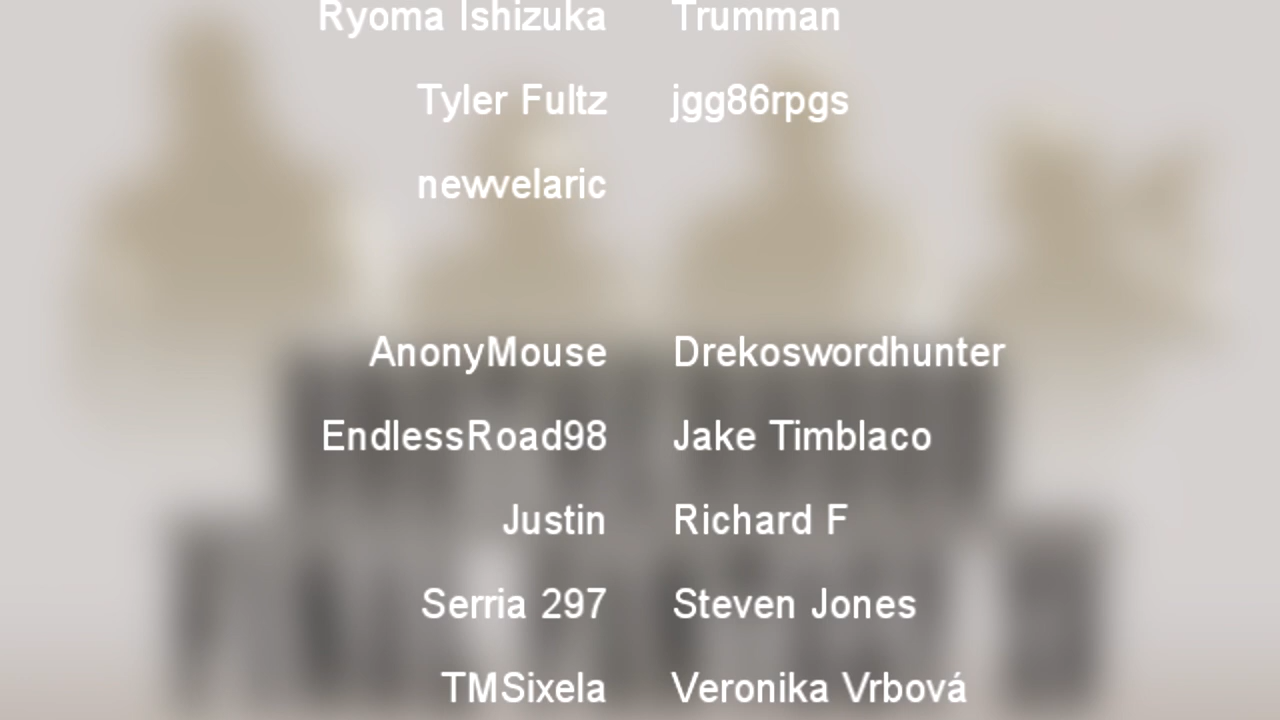 Ryoma Ishizuka Trumman
Tyler Fultz jgg86rpgs
newvelaric
AnonyMouse Drekoswordhunter
EndlessRoad98 Jake Timblaco
Justin Richard F
Serria 297 Steven Jones
TMSixela Veronika Vrbová